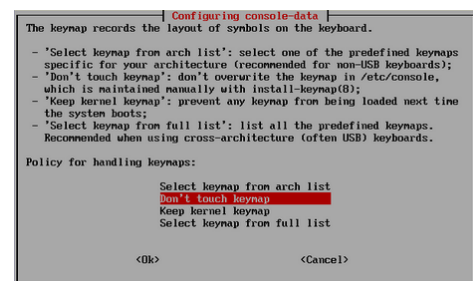 Configuring console-data
The keymap records the layout of symbols on the keyboard.
- 'Select keymap from arch list': select one of the predefined keymaps
specific for your architecture (recommended for non-USB keyboards);
- 'Don't touch keymap': don't overwrite the keymap in /etc/console,
which is maintained manually with install-keymap(8);
- 'Keep kernel keymap': prevent any keymap from being loaded next time
the system boots;
- 'Select keymap from full list': list all the predefined keymaps.
Recommended when using cross-architecture (often USB) keyboards.
Policy for handling keymaps:
Select keymap from arch list
Don't touch keymap
Keep kernel keymap
Select keymap from full list
<Ok> <Cancel>